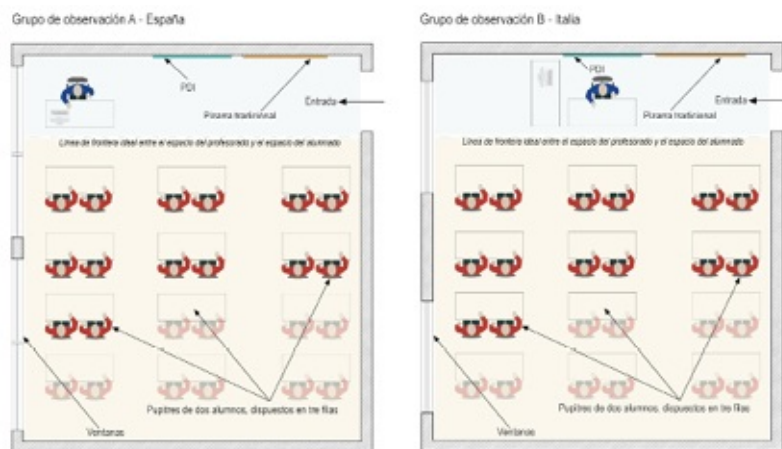 Grupo de observación A - España
PDI
Pizarra tradicional
Entrada
Línea de frontera ideal entre el espacio del profesorado y el espacio del alumnado
Pupitres de dos alumnos, dispuestos en tre filas
Ventanas
Grupo de observación B - Italia
PDI
Pizarra tradicional
Entrada
Línea de frontera ideal entre el espacio del profesorado y el espacio del alumnado
Pupitres de dos alumnos, dispuestos en tre filas
Ventanas